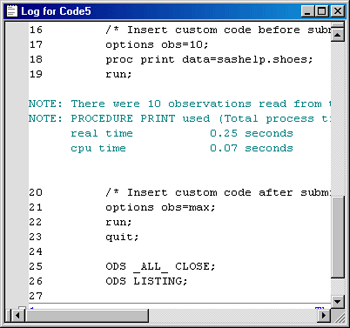 Log for Code5
16 /* Insert custom code before
17 options obs=10;
18 proc print data=sashelp.shoes;
19 run;
NOTE: There were 10 observations read from
NOTE: PROCEDURE PRINT used (Total process
real time 0.25 seconds
cpu time 0.07 seconds
20 /* Insert custom code after
21 options obs=max;
22 run;
23 quit;
24
25 ODS _ALL_ CLOSE;
26 ODS LISTING;
27